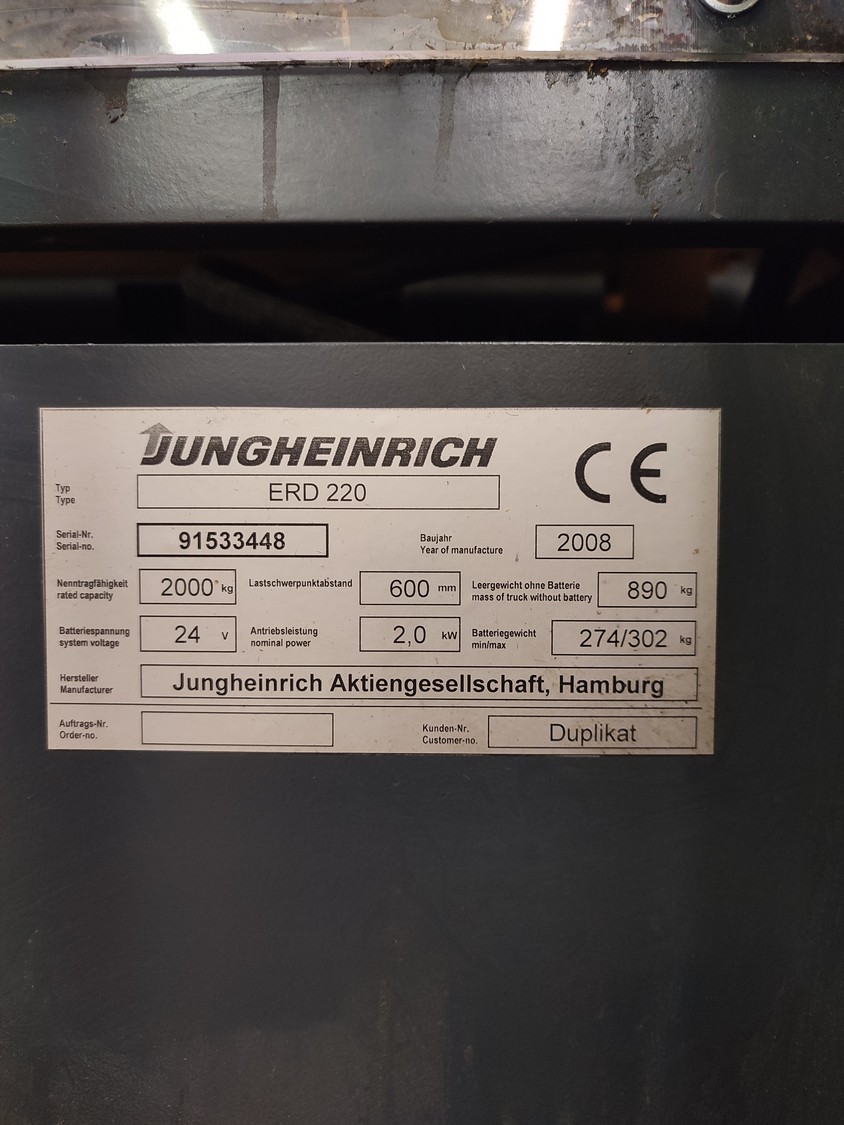 JUNGHEINRICH
CE
Typ
Type
ERD 220
Serial-Nr.
Serial-no.
91533448
Baujahr
Year of manufacture
2008
Nenntragfähigkeit
rated capacity
2000 kg
Lastschwerpunktabstand
600 mm
Leergewicht ohne Batterie
mass of truck without battery
890 kg
Batteriespannung
system voltage
24 V
Antriebsleistung
nominal power
2,0 kW
Batteriegewicht
min/max
274/302 kg
Hersteller
Manufacturer
Jungheinrich Aktiengesellschaft, Hamburg
Auftrags-Nr.
Order-no.
Kunden-Nr.
Customer-no.
Duplikat